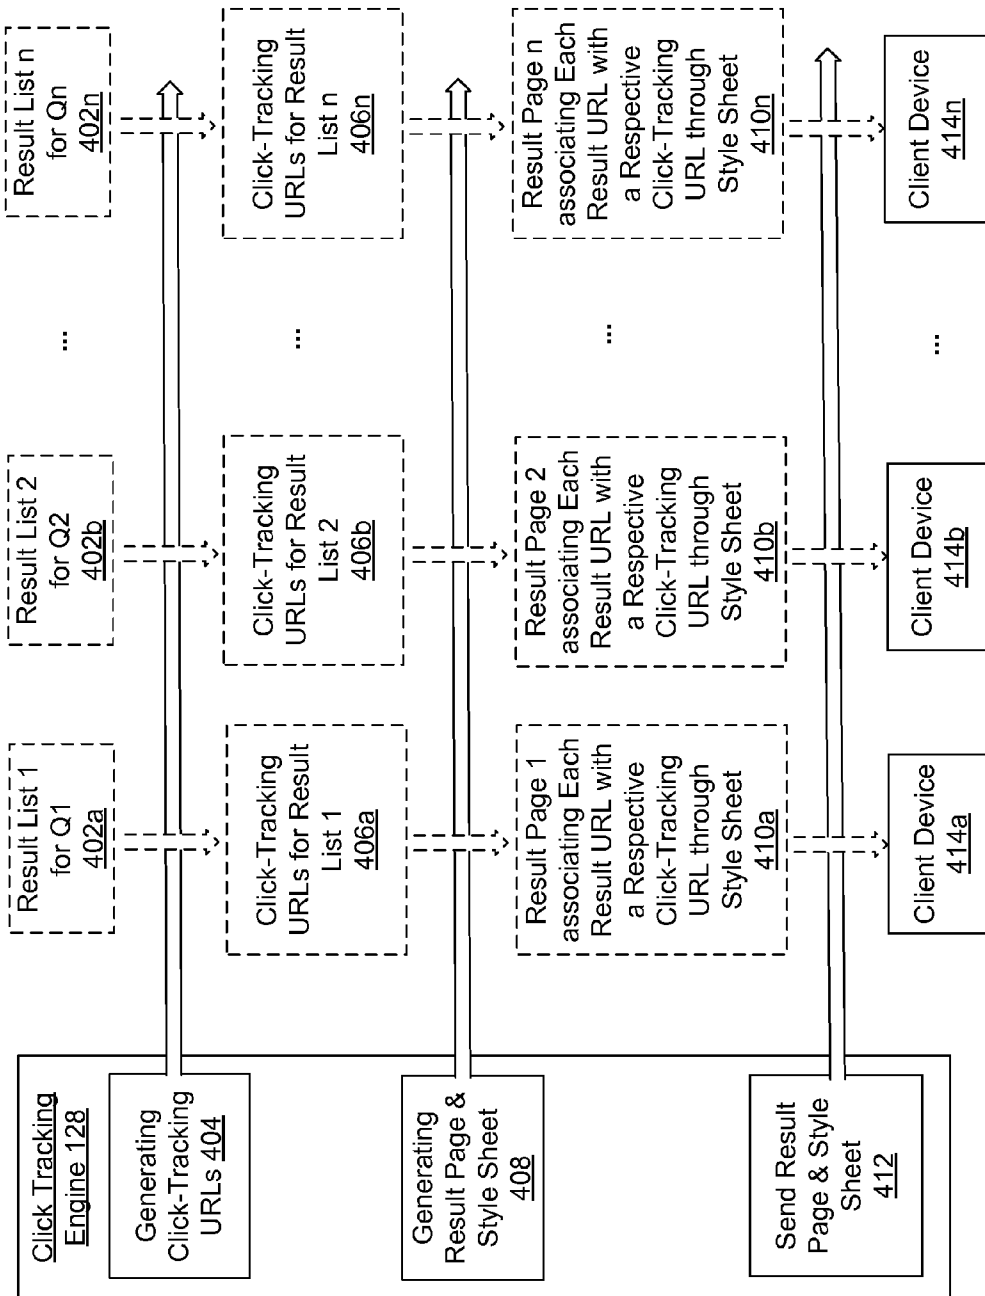 Click Tracking
Engine 128
Generating
Click-Tracking
URLs 404
Generating
Result Page &
Style Sheet
408
Send Result
Page & Style
Sheet
412
Result List 1
for Q1
402a
Click-Tracking
URLs for Result
List 1
406a
Result Page 1
associating Each
Result URL with
a Respective
Click-Tracking
URL through
Style Sheet
410a
Client Device
414a
Result List 2
for Q2
402b
Click-Tracking
URLs for Result
List 2
406b
Result Page 2
associating Each
Result URL with
a Respective
Click-Tracking
URL through
Style Sheet
410b
Client Device
414b
...
...
...
...
Result List n
for Qn
402n
Click-Tracking
URLs for Result
List n
406n
Result Page n
associating Each
Result URL with
a Respective
Click-Tracking
URL through
Style Sheet
410n
Client Device
414n